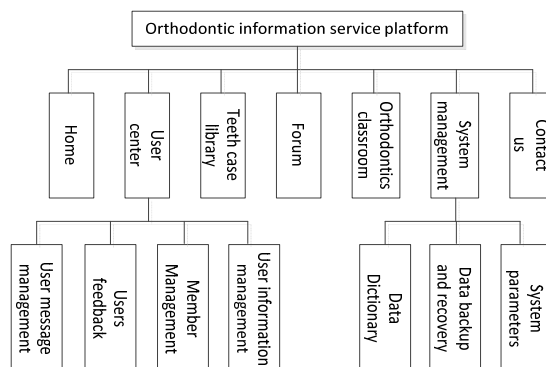 Orthodontic information service platform
Home
User
center
Teeth case
library
Forum
Orthodontics
classroom
System
management
Contact
us
User message
management
Users
feedback
Member
Management
User information
management
Data
Dictionary
Data backup
and recovery
System
parameters